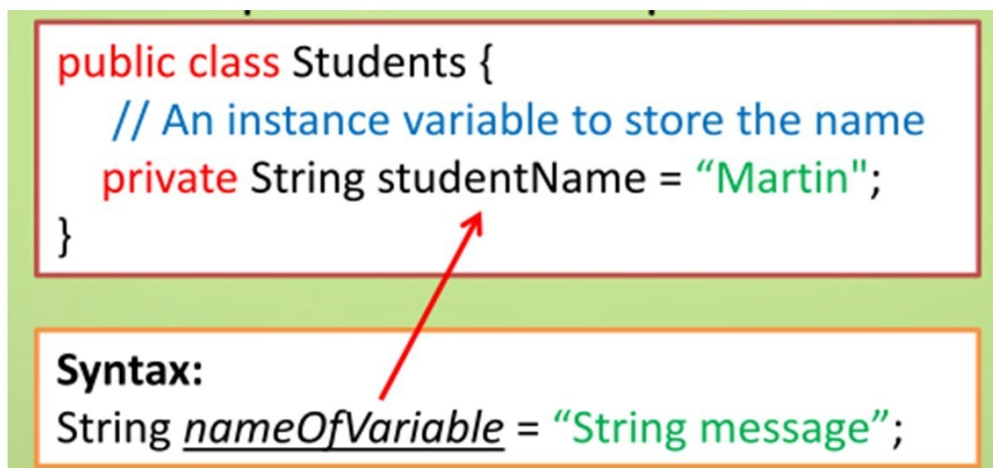 public class Students {
// An instance variable to store the name
private String studentName = “Martin";
}
Syntax:
String nameOfVariable = “String message”;